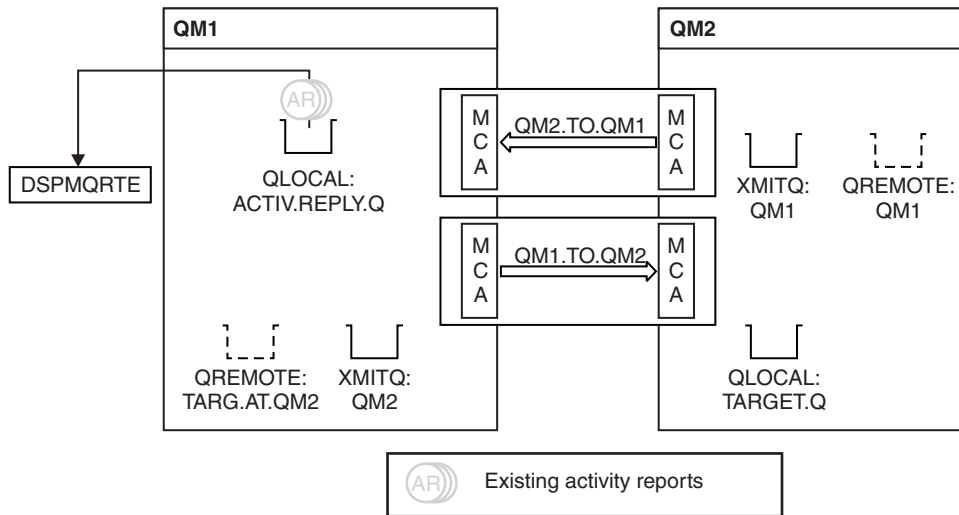 QM1
QM2
AR
M
C
A
QM2.TO.QM1
M
C
A
DSPMQRTE
QLOCAL:
ACTIV.REPLY.Q
XMITQ:
QM1
QREMOTE:
QM1
M
C
A
QM1.TO.QM2
M
C
A
QREMOTE:
TARG.AT.QM2
XMITQ:
QM2
QLOCAL:
TARGET.Q
AR
Existing activity reports